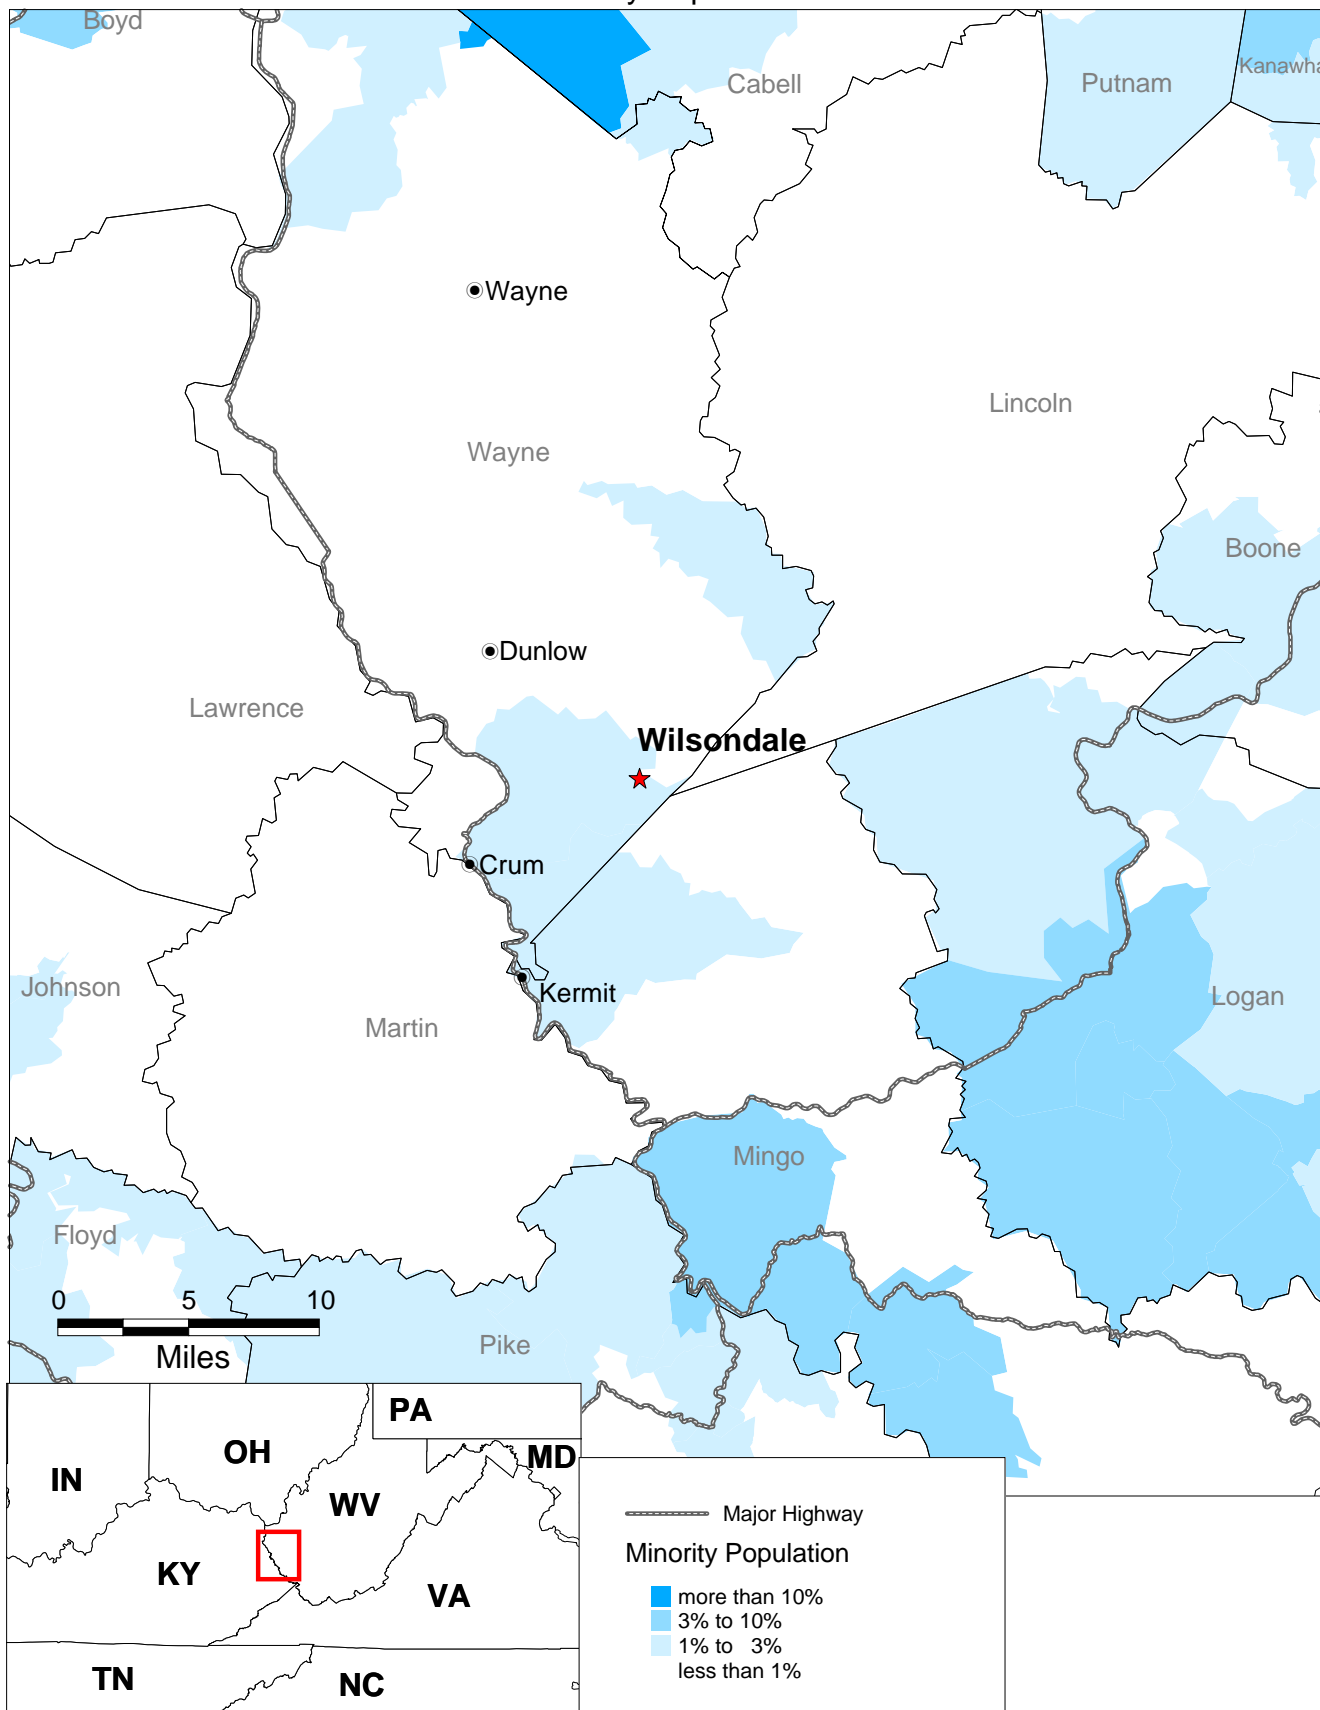 Boyd
Cabell
Putnam
Wayne
Lincoln
Wayne
Boone
Dunlow
Lawrence
Wilsondale
Crum
Johnson
Kermit
Logan
Martin
Mingo
Floyd
0 5 10
Miles
Pike
PA
OH
MD
IN
WV
KY
VA
TN
NC
Major Highway
Minority Population
more than 10%
3% to 10%
1% to 3%
less than 1%